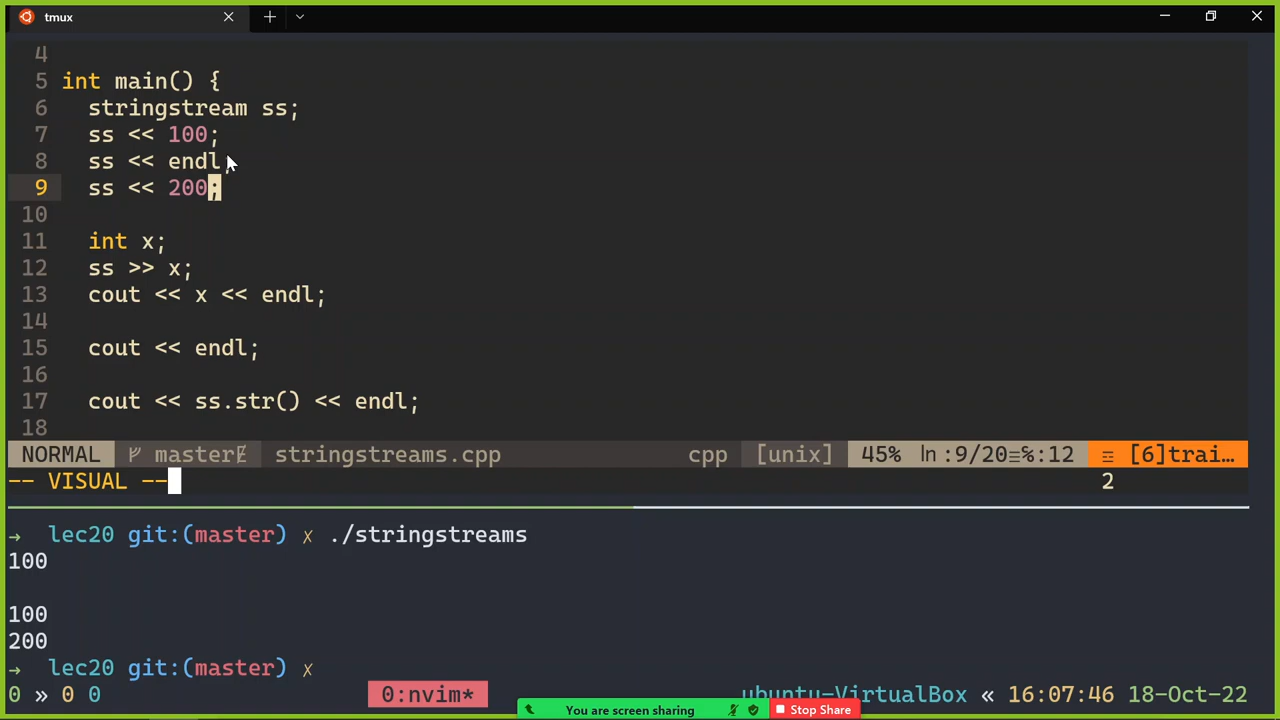 tmux
4
5 int main() {
6 stringstream ss;
7 ss << 100;
8 ss << endl
9 ss << 200;
10
11 int x;
12 ss >> x;
13 cout << x << endl;
14
15 cout << endl;
16
17 cout << ss.str() << endl;
18
NORMAL master stringstreams.cpp cpp [unix] 45% ln:9/20≡%:12 ☲ [6]trai…
-- VISUAL -- 2
→ lec20 git:(master) ✗ ./stringstreams
100
100
200
→ lec20 git:(master) ✗
0 » 0 0 0:nvim* ubuntu-VirtualBox « 16:07:46 18-Oct-22
You are screen sharing Stop Share